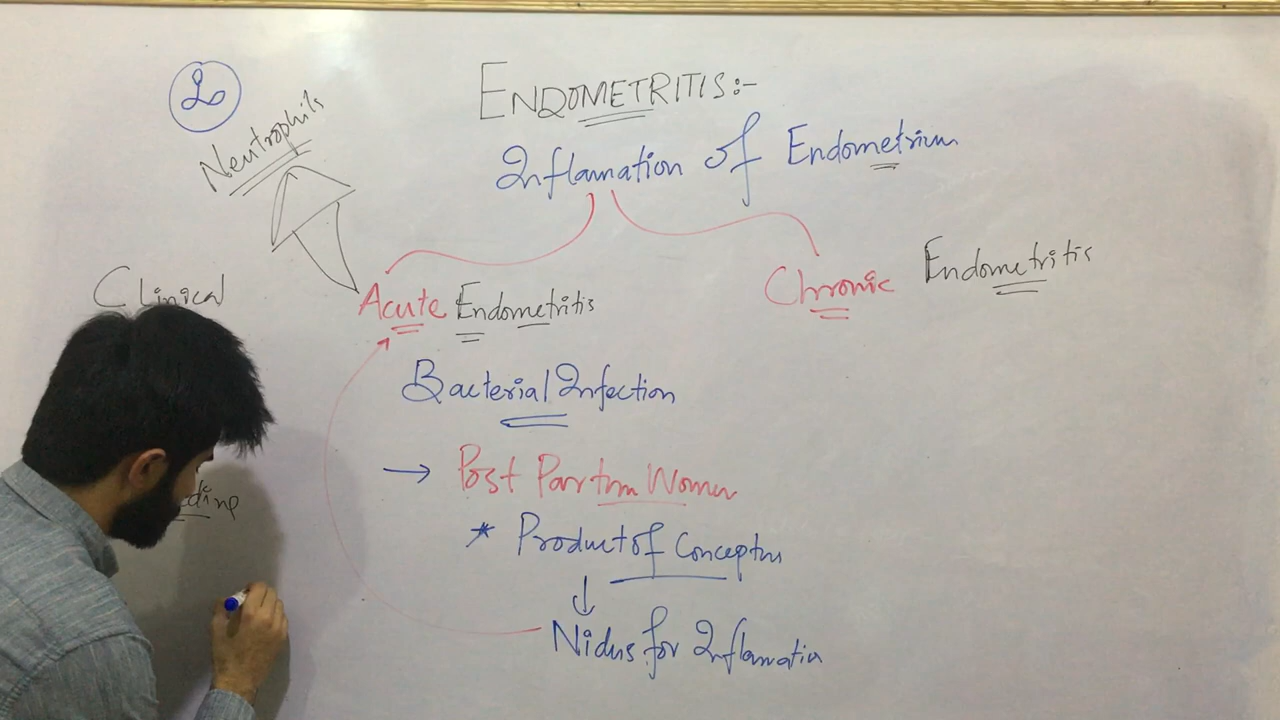 2
ENDOMETRITIS:-
Neutrophils
Inflamation of Endometrium
Clinical
Acute Endometritis
Chronic Endometritis
Bacterial Infection
→ Post Partum Women
* Product of Conceptus
↓
Nidus for Inflamation